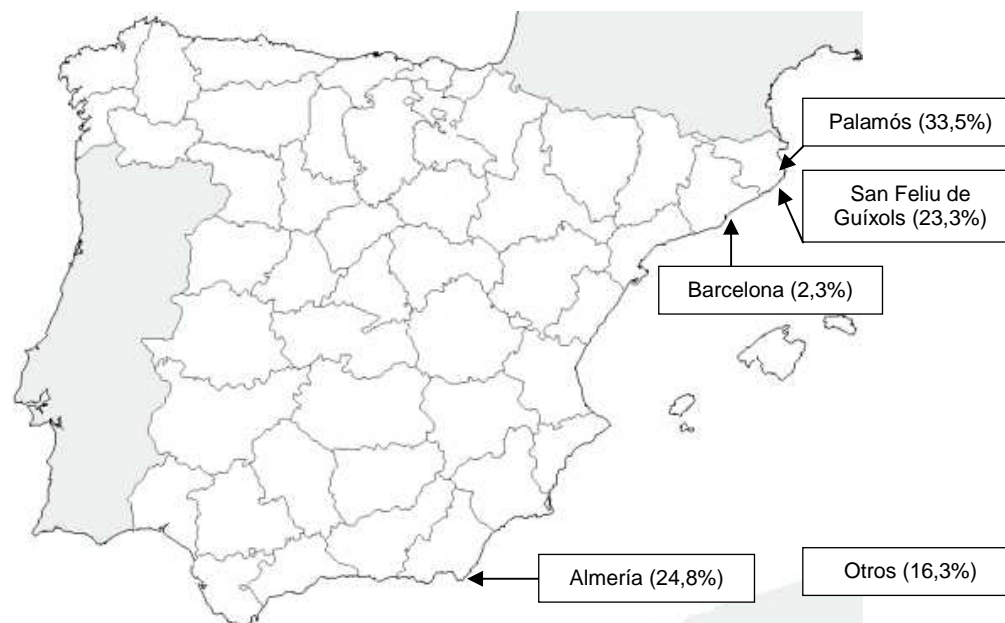 Palamós (33,5%)
San Feliu de
Guíxols (23,3%)
Barcelona (2,3%)
Almería (24,8%)
Otros (16,3%)